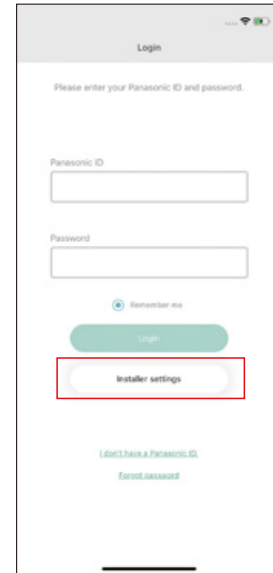 Login
Please enter your Panasonic ID and password.
Panasonic ID
Password
Remember me
Login
Installer settings
I don't have a Panasonic ID.
Forgot password